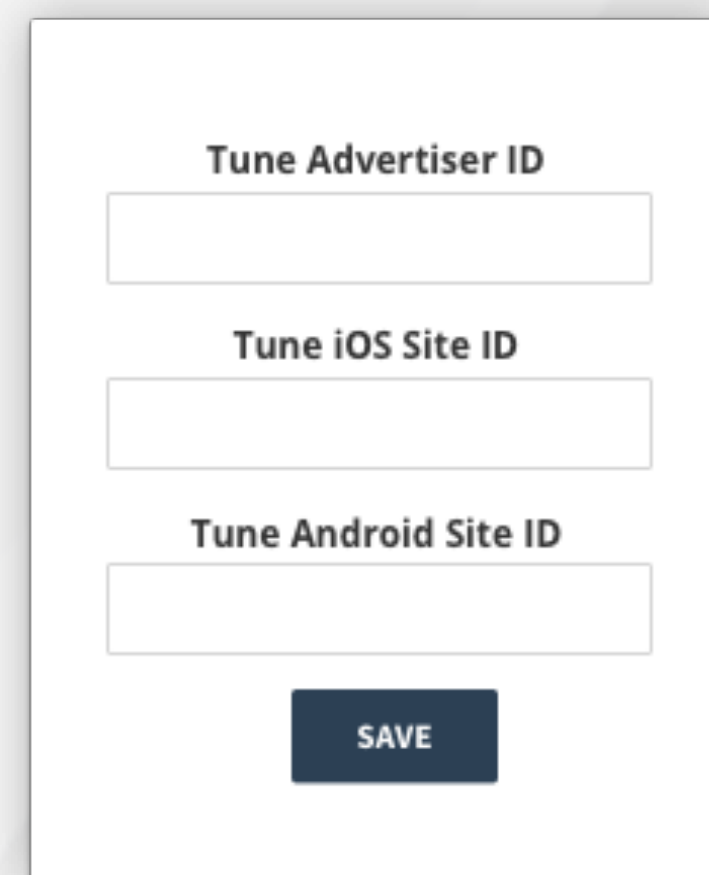 Tune Advertiser ID
Tune iOS Site ID
Tune Android Site ID
SAVE